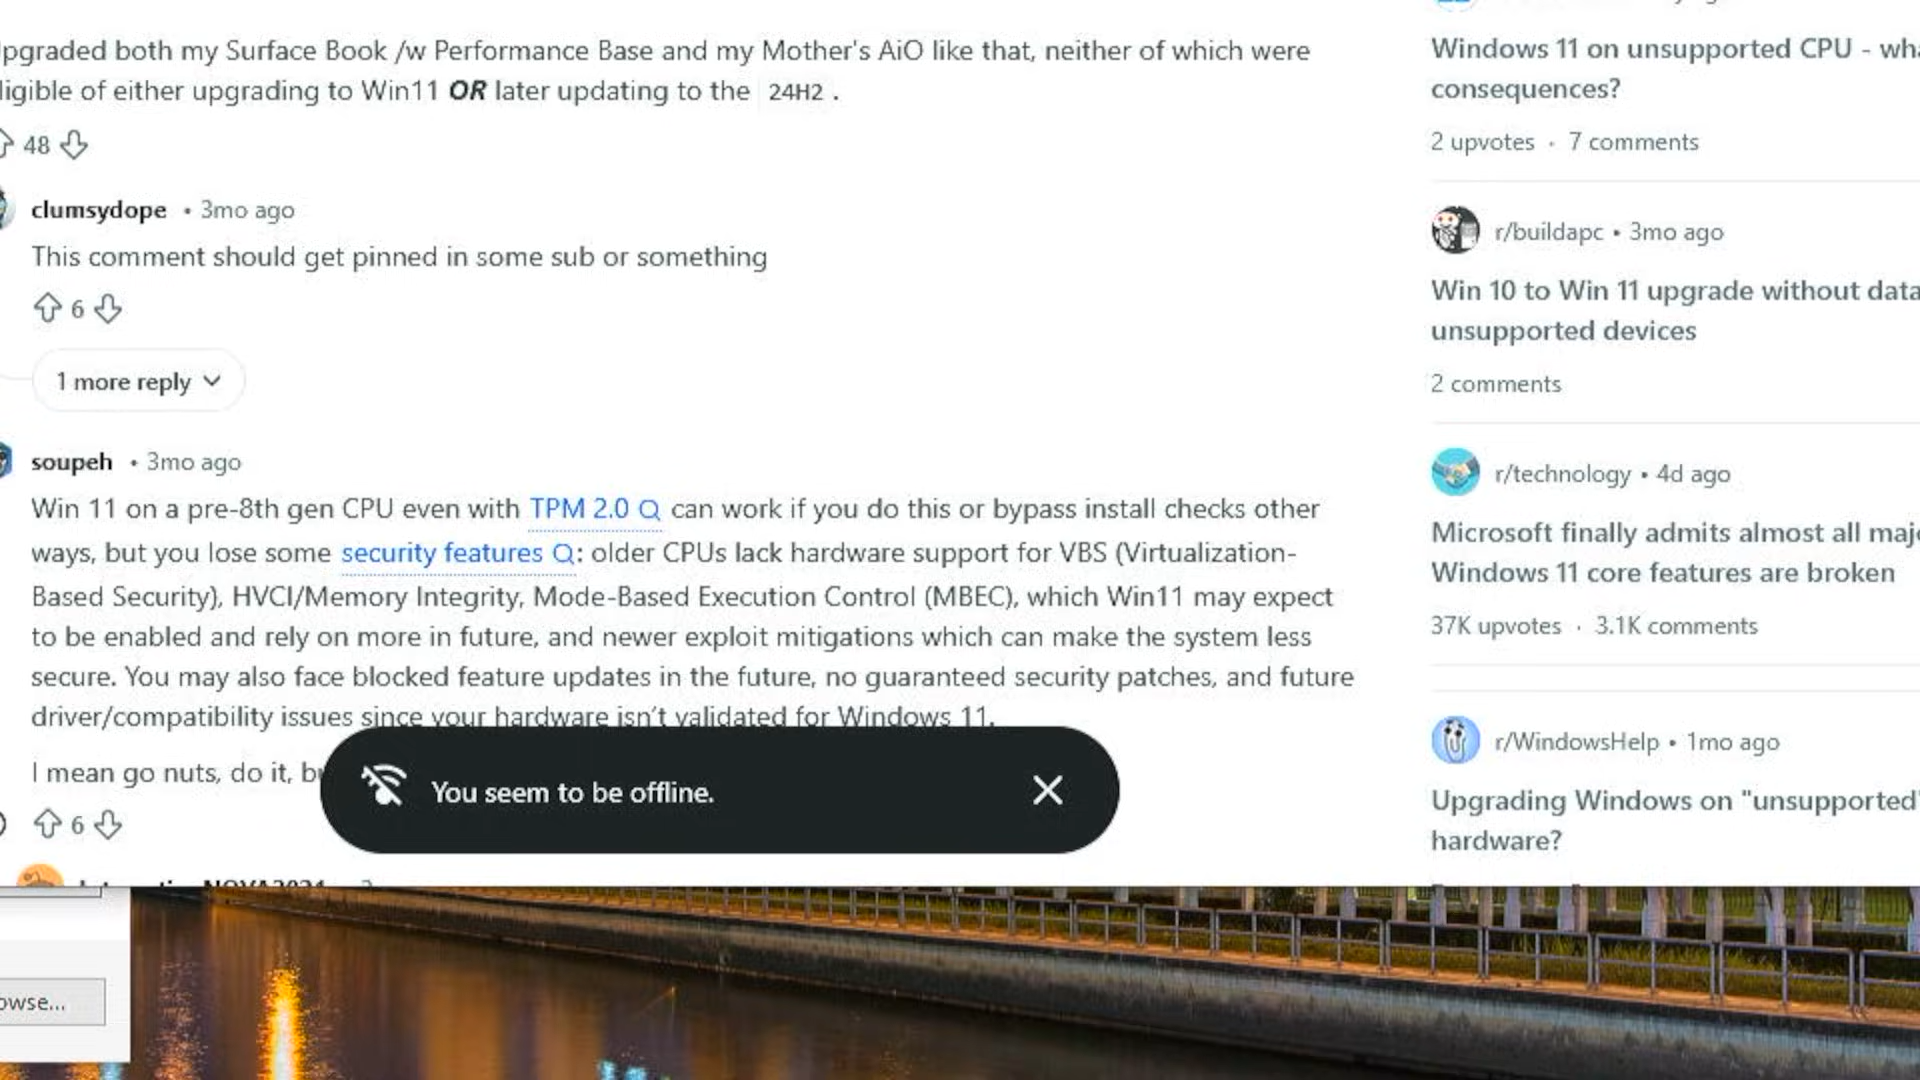 pgraded both my Surface Book /w Performance Base and my Mother's AiO like that, neither of which were
ligible of either upgrading to Win11 OR later updating to the 24H2 .
48
clumsydope • 3mo ago
This comment should get pinned in some sub or something
6
1 more reply
soupeh • 3mo ago
Win 11 on a pre-8th gen CPU even with TPM 2.0 can work if you do this or bypass install checks other
ways, but you lose some security features : older CPUs lack hardware support for VBS (Virtualization-
Based Security), HVCI/Memory Integrity, Mode-Based Execution Control (MBEC), which Win11 may expect
to be enabled and rely on more in future, and newer exploit mitigations which can make the system less
secure. You may also face blocked feature updates in the future, no guaranteed security patches, and future
driver/compatibility issues since your hardware isn't validated for Windows 11.
I mean go nuts, do it, b
You seem to be offline.
6
owse...
Windows 11 on unsupported CPU - wha
consequences?
2 upvotes · 7 comments
r/buildapc • 3mo ago
Win 10 to Win 11 upgrade without data
unsupported devices
2 comments
r/technology • 4d ago
Microsoft finally admits almost all majo
Windows 11 core features are broken
37K upvotes · 3.1K comments
r/WindowsHelp • 1mo ago
Upgrading Windows on "unsupported"
hardware?